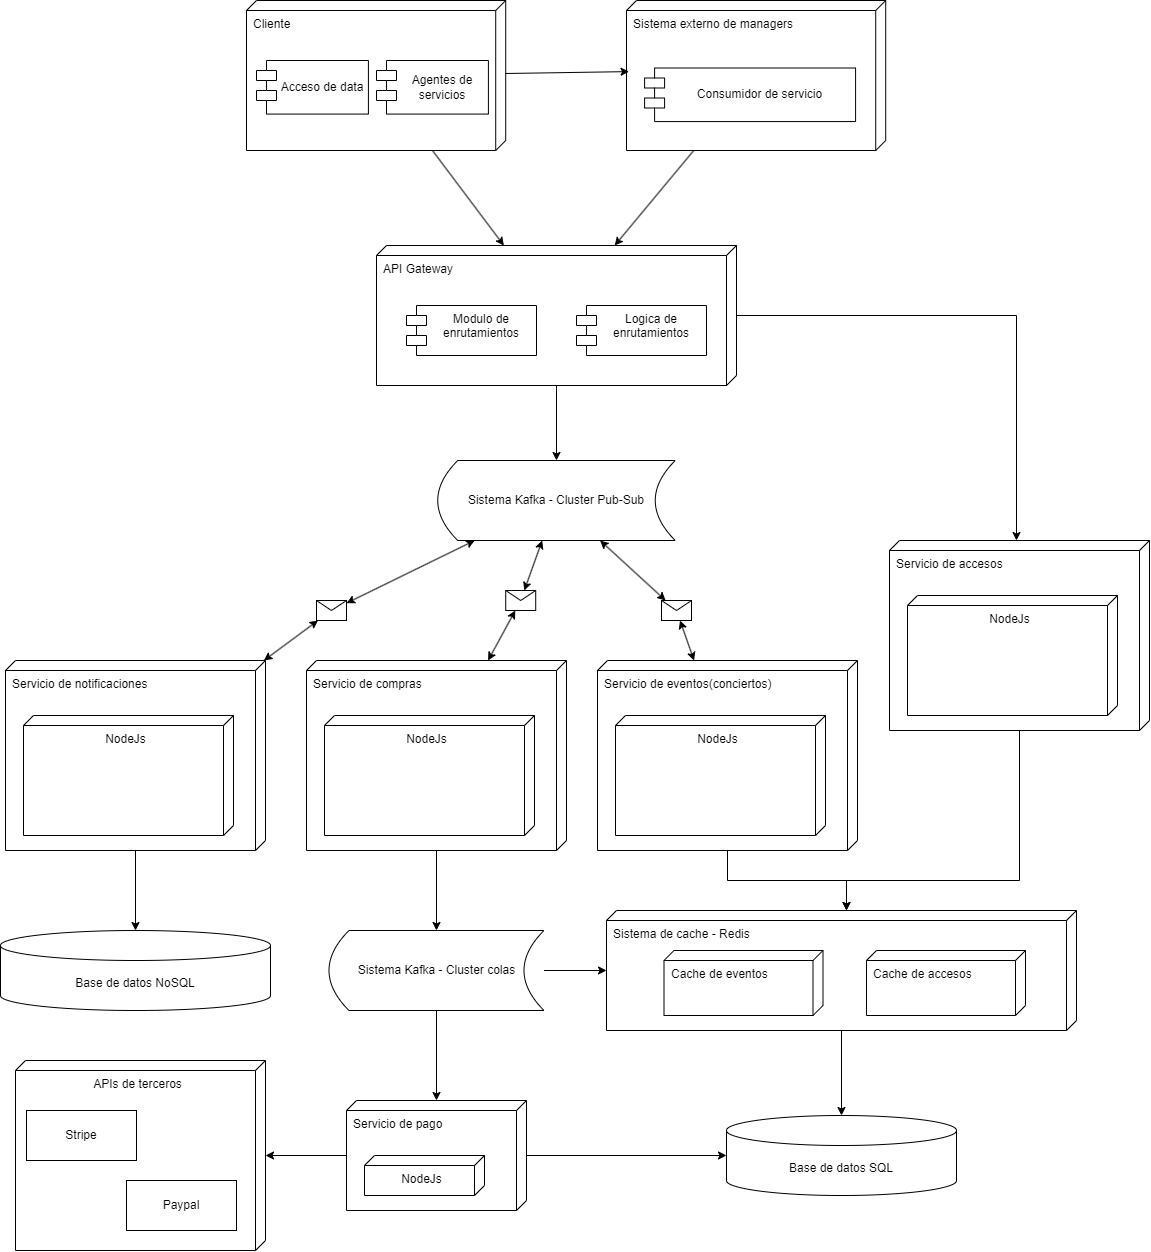 Cliente
Sistema externo de managers
Acceso de data
Agentes de
servicios
Consumidor de servicio
API Gateway
Modulo de
enrutamientos
Logica de
enrutamientos
Sistema Kafka - Cluster Pub-Sub
Servicio de accesos
NodeJs
Servicio de notificaciones
Servicio de compras
Servicio de eventos(conciertos)
NodeJs
NodeJs
NodeJs
Sistema de cache - Redis
Base de datos NoSQL
Sistema Kafka - Cluster colas
Cache de eventos
Cache de accesos
APIs de terceros
Stripe
Paypal
Servicio de pago
NodeJs
Base de datos SQL